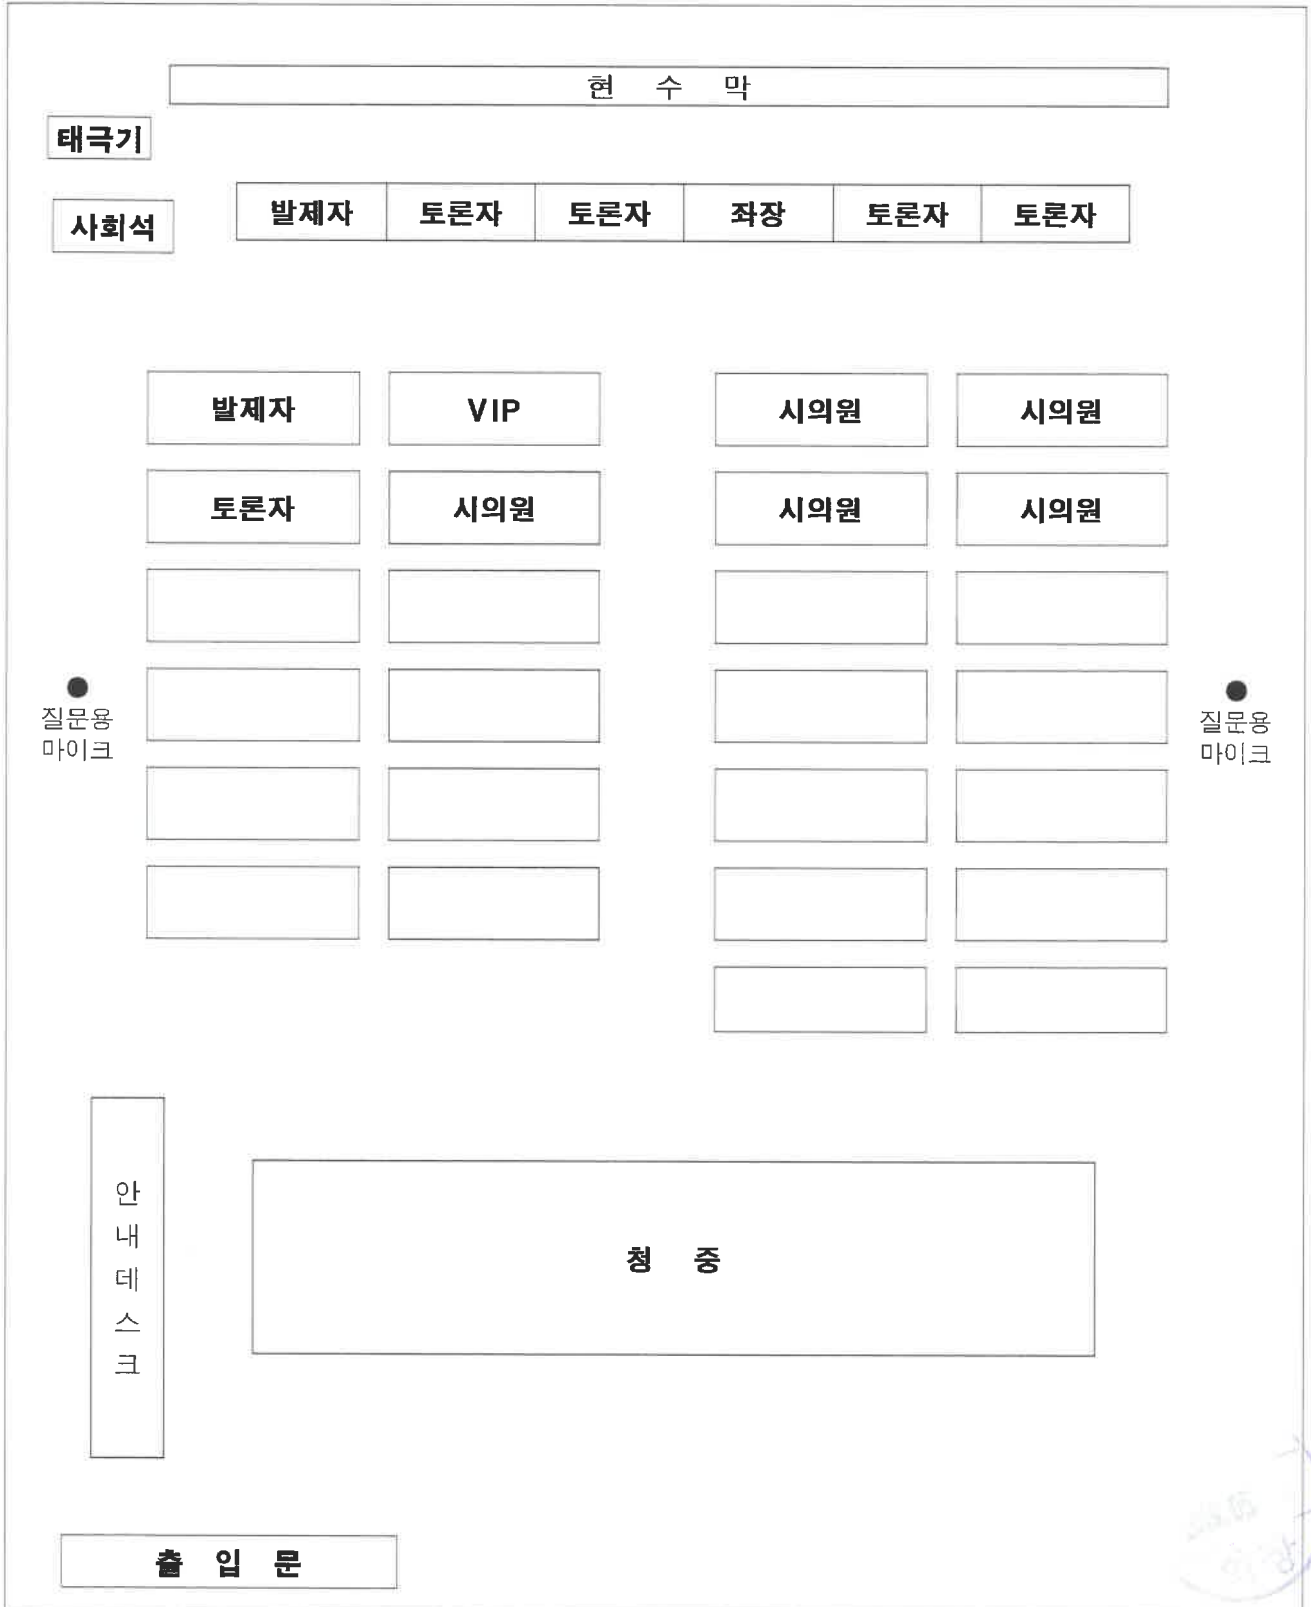 현 수 막
태극기
사회석
발제자 토론자 토론자 좌장 토론자 토론자
발제자 VIP 시의원 시의원
토론자 시의원 시의원 시의원
질문용
마이크
질문용
마이크
안
내
데
스
크
청 중
출 입 문